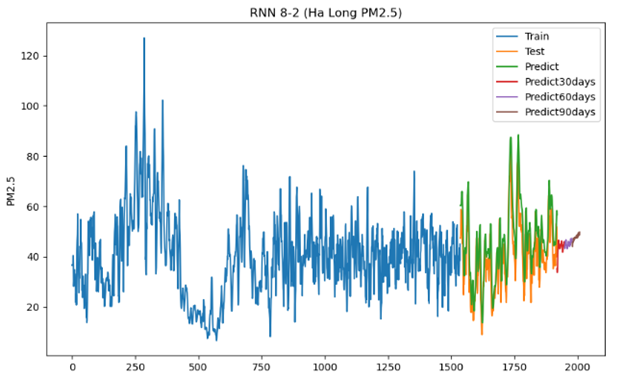 RNN 8-2 (Ha Long PM2.5)
Train
Test
Predict
Predict30days
Predict60days
Predict90days
PM2.5
120
100
80
60
40
20
0 250 500 750 1000 1250 1500 1750 2000